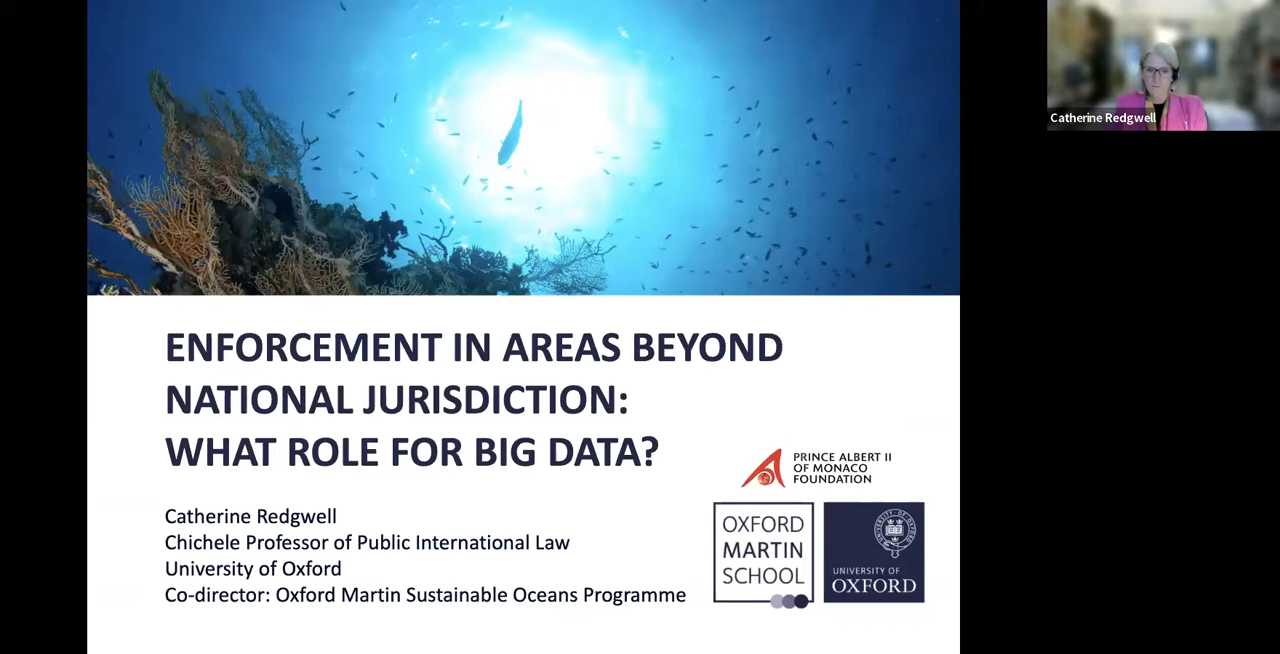 Catherine Redgwell
ENFORCEMENT IN AREAS BEYOND
NATIONAL JURISDICTION:
WHAT ROLE FOR BIG DATA?
PRINCE ALBERT II
OF MONACO
FOUNDATION
Catherine Redgwell
Chichele Professor of Public International Law
University of Oxford
Co-director: Oxford Martin Sustainable Oceans Programme
OXFORD
MARTIN
SCHOOL
UNIVERSITY OF
OXFORD